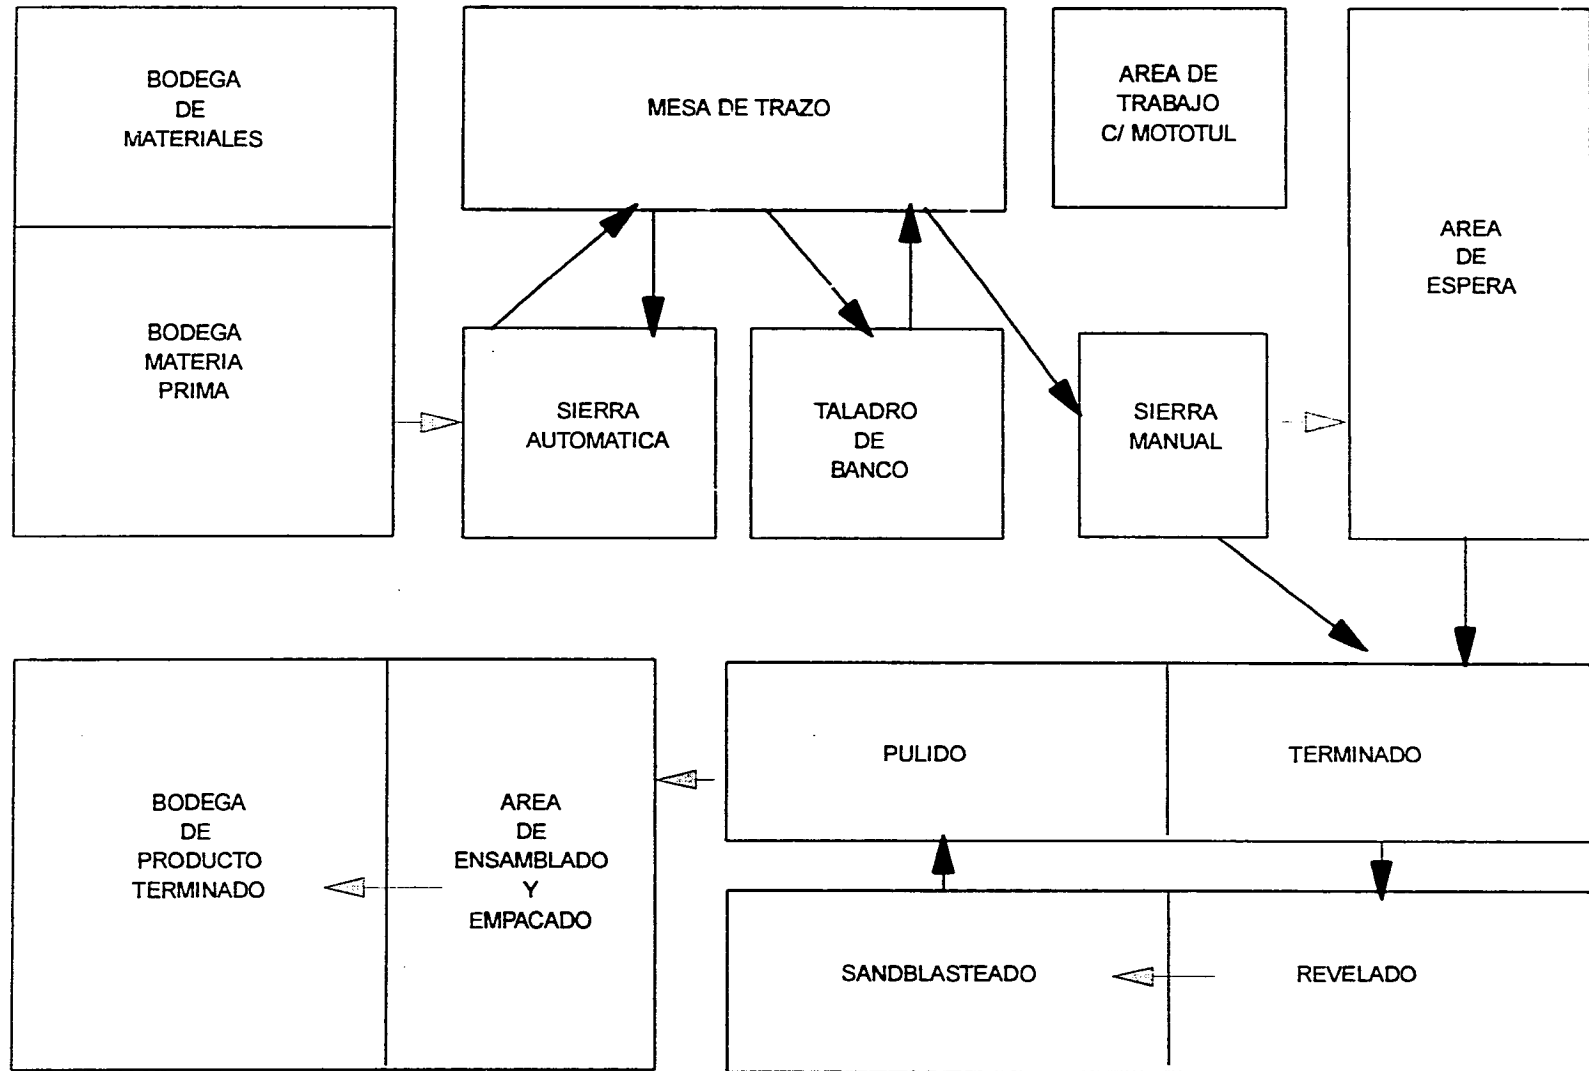 BODEGA
DE
MATERIALES
MESA DE TRAZO
AREA DE
TRABAJO
C/ MOTOTUL
AREA
DE
ESPERA
BODEGA
MATERIA
PRIMA
SIERRA
AUTOMATICA
TALADRO
DE
BANCO
SIERRA
MANUAL
BODEGA
DE
PRODUCTO
TERMINADO
AREA
DE
ENSAMBLADO
Y
EMPACADO
PULIDO
TERMINADO
SANDBLASTEADO
REVELADO